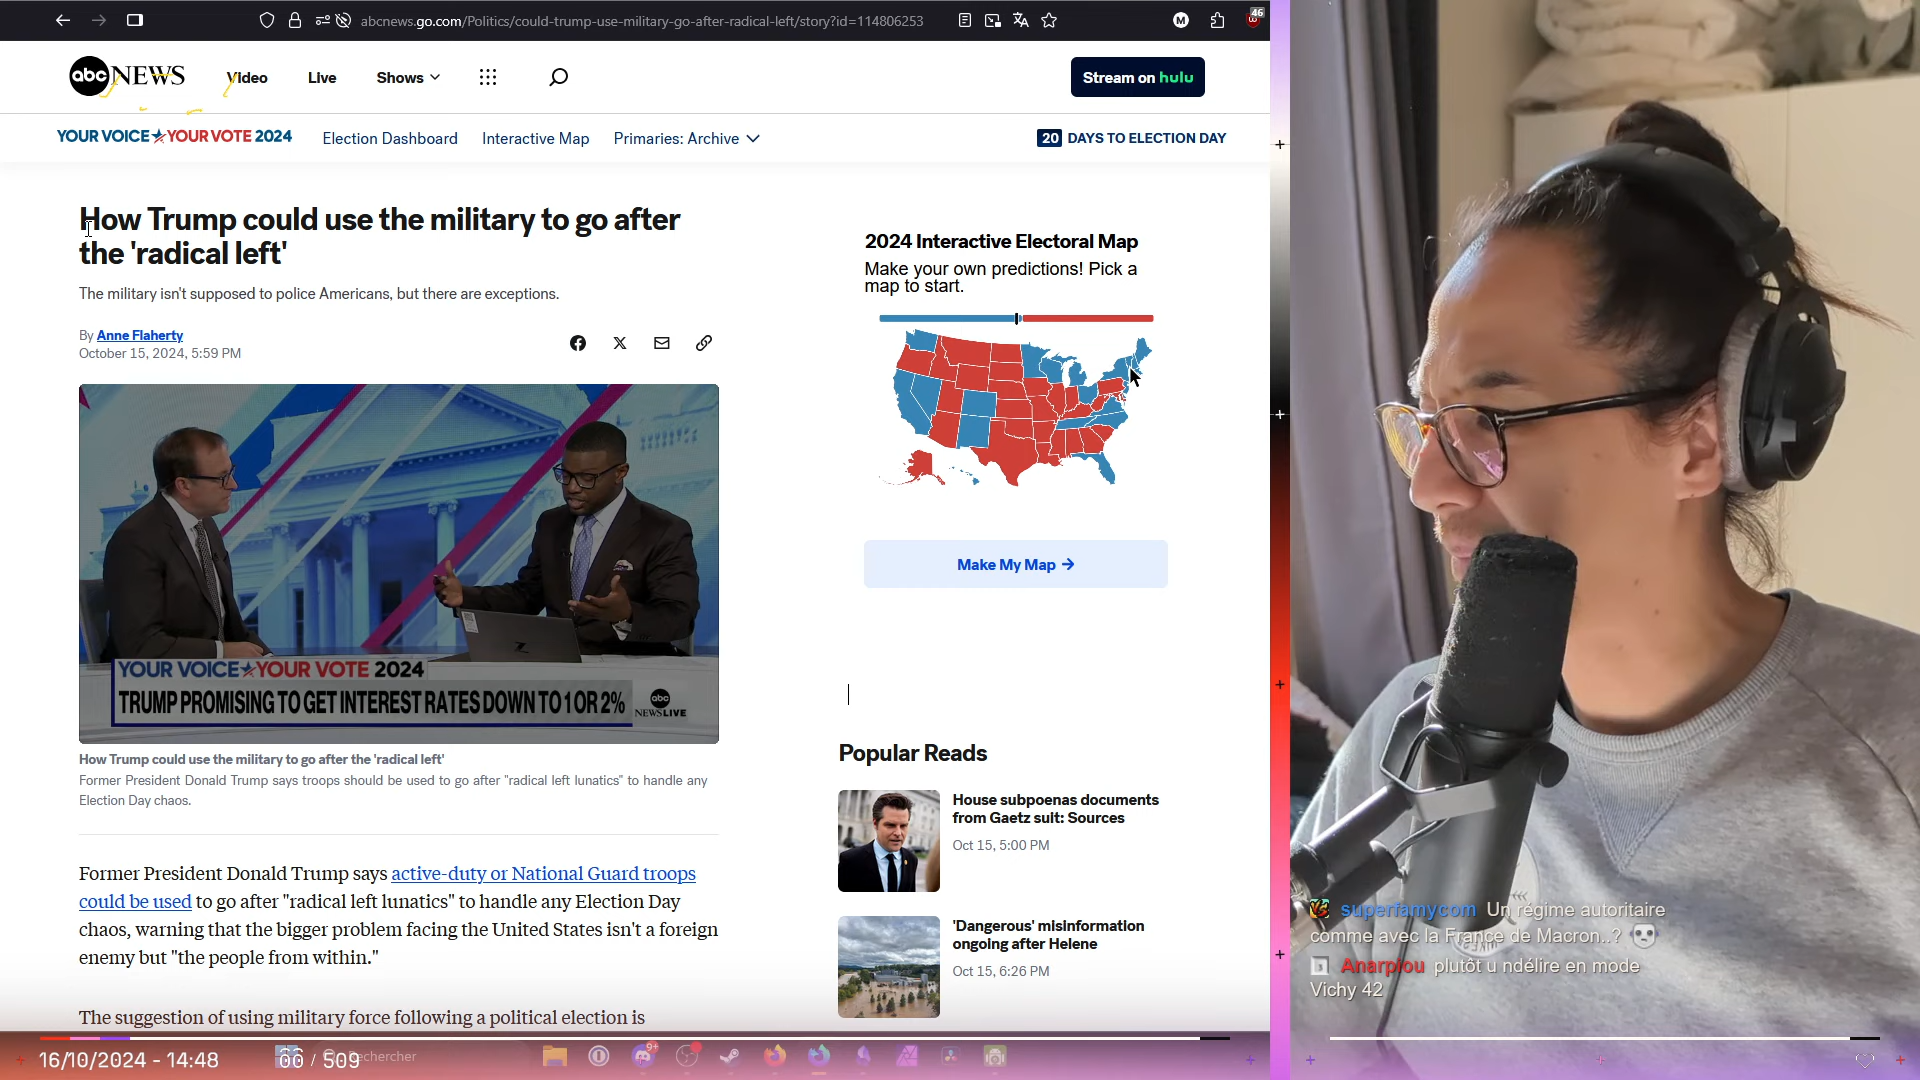 abcnews.go.com/Politics/could-trump-use-military-go-after-radical-left/story?id=114806253
M
46
abc NEWS
Video
Live
Shows
Stream on hulu
YOUR VOICE★YOUR VOTE 2024
Election Dashboard
Interactive Map
Primaries: Archive
20 DAYS TO ELECTION DAY
How Trump could use the military to go after
the 'radical left'
The military isn't supposed to police Americans, but there are exceptions.
By Anne Flaherty
October 15, 2024, 5:59 PM
YOUR VOICE★YOUR VOTE 2024
TRUMP PROMISING TO GET INTEREST RATES DOWN TO 1 OR 2%
abc
NEWS LIVE
How Trump could use the military to go after the 'radical left'
Former President Donald Trump says troops should be used to go after "radical left lunatics" to handle any
Election Day chaos.
Former President Donald Trump says active-duty or National Guard troops
could be used to go after "radical left lunatics" to handle any Election Day
chaos, warning that the bigger problem facing the United States isn't a foreign
enemy but "the people from within."
The suggestion of using military force following a political election is
2024 Interactive Electoral Map
Make your own predictions! Pick a
map to start.
Make My Map →
Popular Reads
House subpoenas documents
from Gaetz suit: Sources
Oct 15, 5:00 PM
'Dangerous' misinformation
ongoing after Helene
Oct 15, 6:26 PM
superfamycom Un régime autoritaire
comme avec la France de Macron..?
Anarpiou plutôt u ndélire en mode
Vichy 42
16/10/2024 - 14:48
/ 509
Rechercher
9+